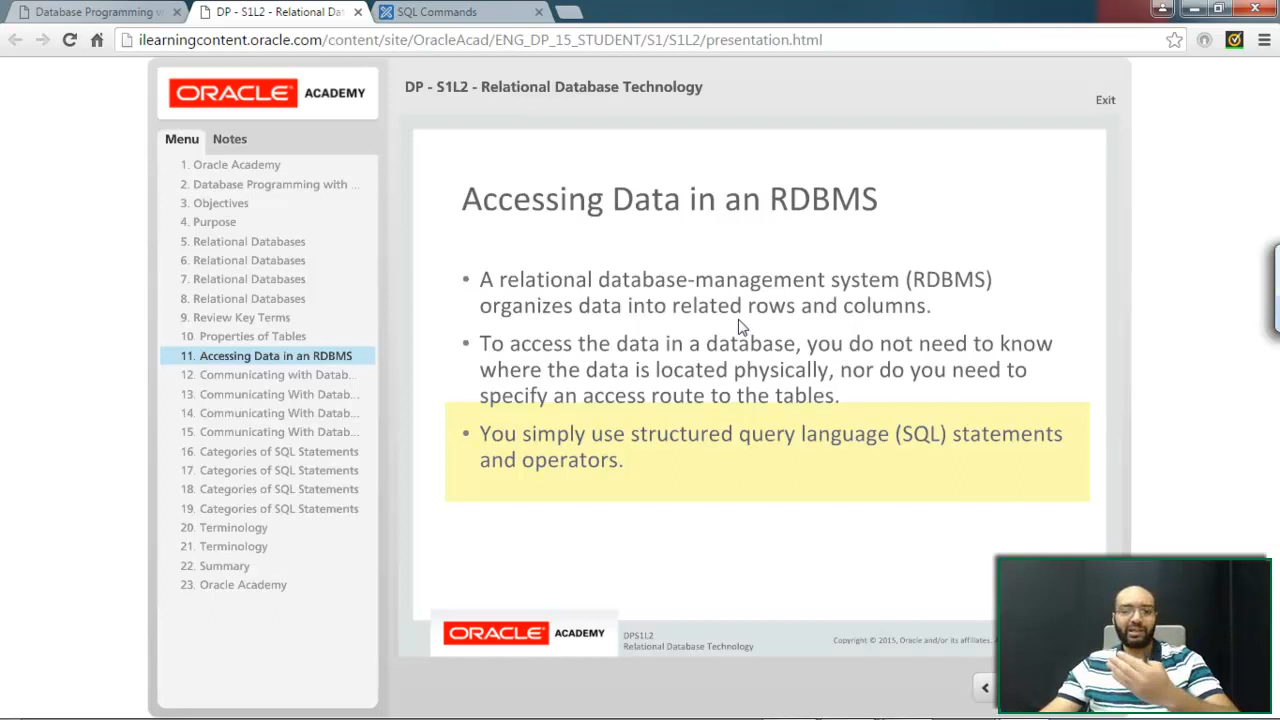 Database Programming w
DP - S1L2 - Relational Da
SQL Commands
ilearningcontent.oracle.com/content/site/OracleAcad/ENG_DP_15_STUDENT/S1/S1L2/presentation.html
ORACLE ACADEMY
DP - S1L2 - Relational Database Technology
Exit
Menu
Notes
1. Oracle Academy
2. Database Programming with ...
3. Objectives
4. Purpose
5. Relational Databases
6. Relational Databases
7. Relational Databases
8. Relational Databases
9. Review Key Terms
10. Properties of Tables
11. Accessing Data in an RDBMS
12. Communicating with Datab...
13. Communicating With Datab...
14. Communicating With Datab...
15. Communicating With Datab...
16. Categories of SQL Statements
17. Categories of SQL Statements
18. Categories of SQL Statements
19. Categories of SQL Statements
20. Terminology
21. Terminology
22. Summary
23. Oracle Academy
Accessing Data in an RDBMS
• A relational database-management system (RDBMS)
organizes data into related rows and columns.
• To access the data in a database, you do not need to know
where the data is located physically, nor do you need to
specify an access route to the tables.
• You simply use structured query language (SQL) statements
and operators.
ORACLE ACADEMY
DPS1L2
Relational Database Technology
Copyright © 2015, Oracle and/or its affiliates.